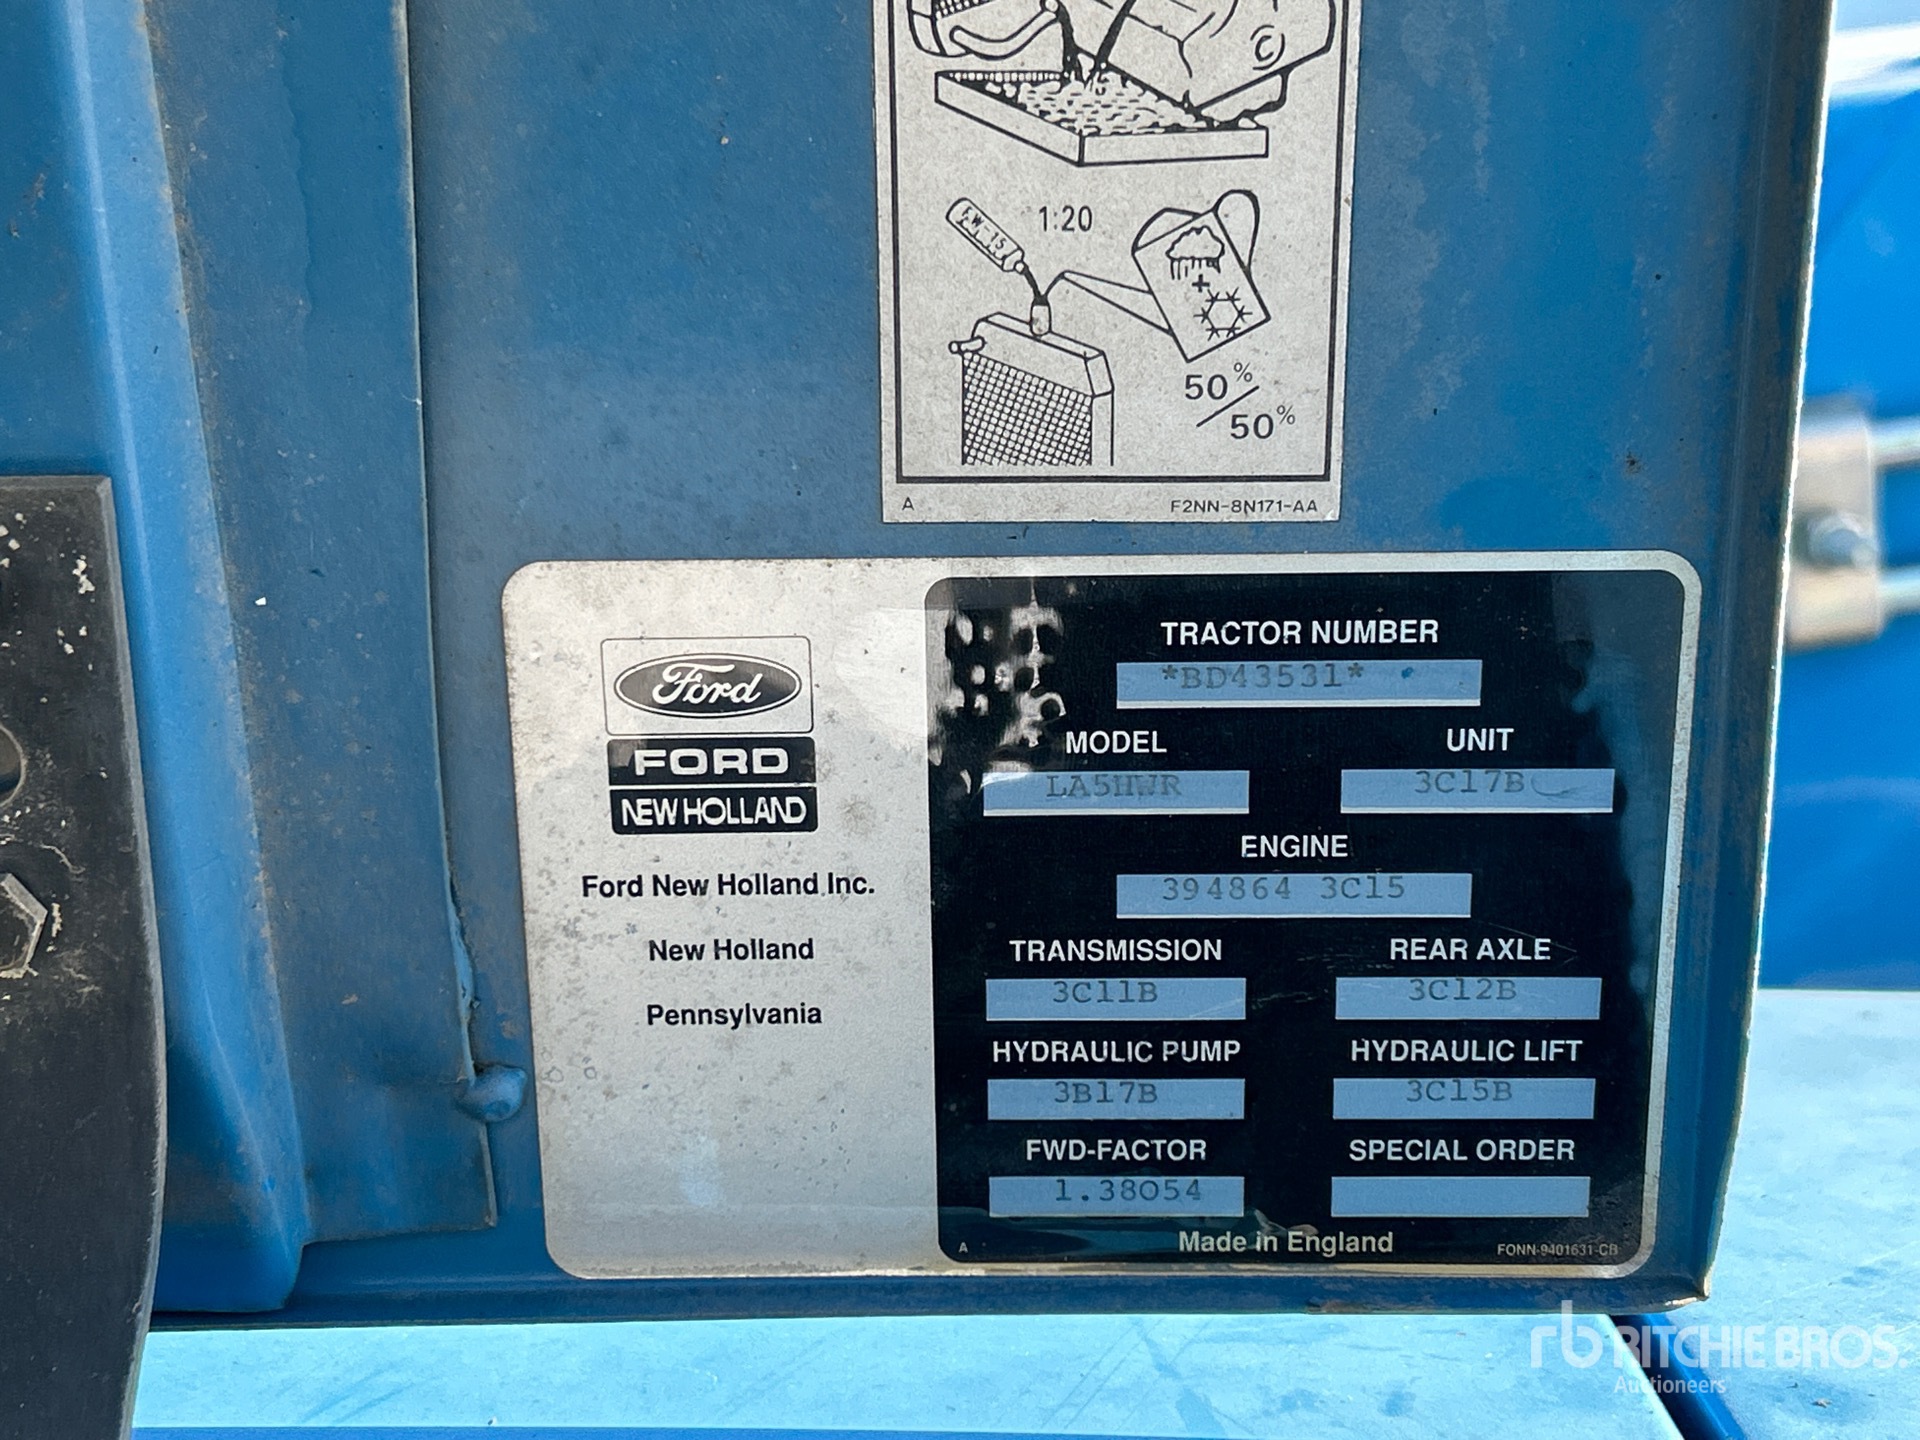 FW-15
1:20
50%
50%
A F2NN-8N171-AA
Ford
FORD
NEW HOLLAND
Ford New Holland Inc.
New Holland
Pennsylvania
TRACTOR NUMBER
*BD43531*
MODEL UNIT
LA5HWR 3C17B
ENGINE
394864 3C15
TRANSMISSION REAR AXLE
3C11B 3C12B
HYDRAULIC PUMP HYDRAULIC LIFT
3B17B 3C15B
FWD-FACTOR SPECIAL ORDER
1.38054
A Made in England FONN-9401631-CB
rb RITCHIE BROS.
Auctioneers